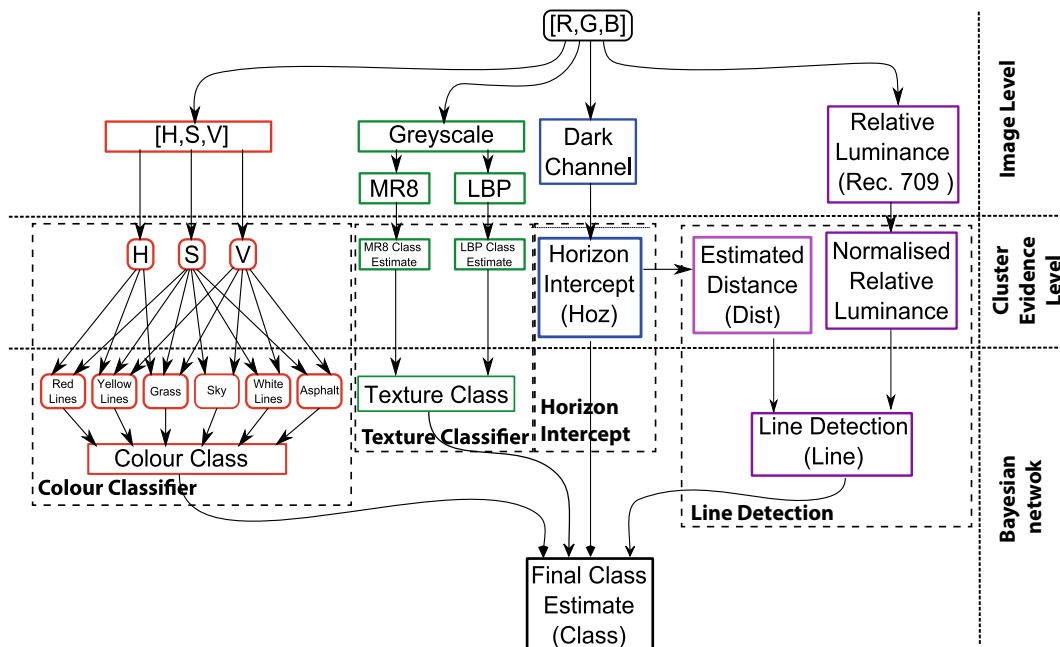 [R,G,B]
[H,S,V]
Greyscale
MR8
LBP
Dark
Channel
Relative
Luminance
(Rec. 709 )
Image Level
H
S
V
MR8 Class
Estimate
LBP Class
Estimate
Horizon
Intercept
(Hoz)
Estimated
Distance
(Dist)
Normalised
Relative
Luminance
Cluster
Evidence
Level
Red
Lines
Yellow
Lines
Grass
Sky
White
Lines
Asphalt
Colour Class
Colour Classifier
Texture Class
Texture Classifier
Horizon
Intercept
Line Detection
(Line)
Line Detection
Bayesian
netwok
Final Class
Estimate
(Class)